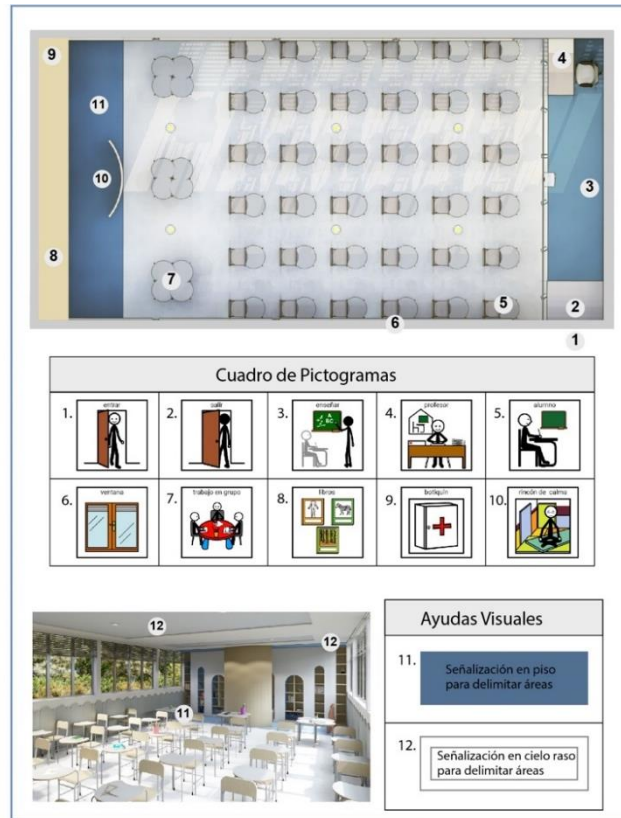 9
4
11
10
3
8
7
5
2
6
1
Cuadro de Pictogramas
1. entrar
2. salir
3. enseñar
4. profesor
5. alumno
6. ventana
7. trabajo en grupo
8. libros
9. botiquín
10. rincón de calma
12
12
11
Ayudas Visuales
11. Señalización en piso
para delimitar áreas
12. Señalización en cielo raso
para delimitar áreas